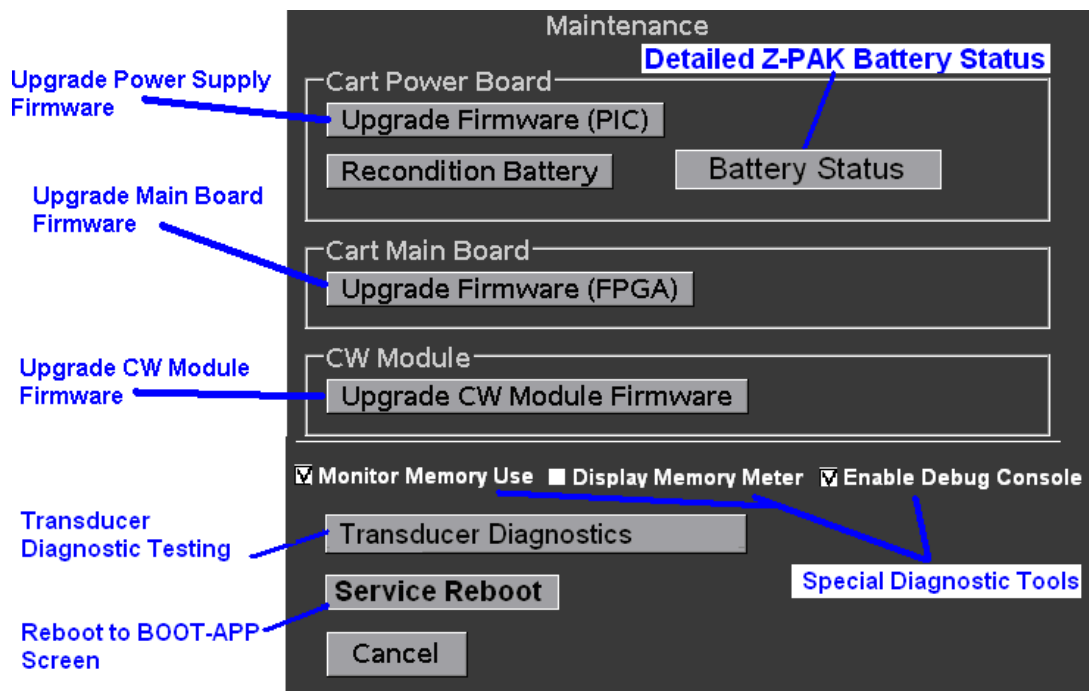 Maintenance
Detailed Z-PAK Battery Status
Upgrade Power Supply
Firmware
Cart Power Board
Upgrade Firmware (PIC)
Recondition Battery
Battery Status
Upgrade Main Board
Firmware
Cart Main Board
Upgrade Firmware (FPGA)
Upgrade CW Module
Firmware
CW Module
Upgrade CW Module Firmware
Monitor Memory Use
Display Memory Meter
Enable Debug Console
Transducer
Diagnostic Testing
Transducer Diagnostics
Special Diagnostic Tools
Service Reboot
Reboot to BOOT-APP
Screen
Cancel